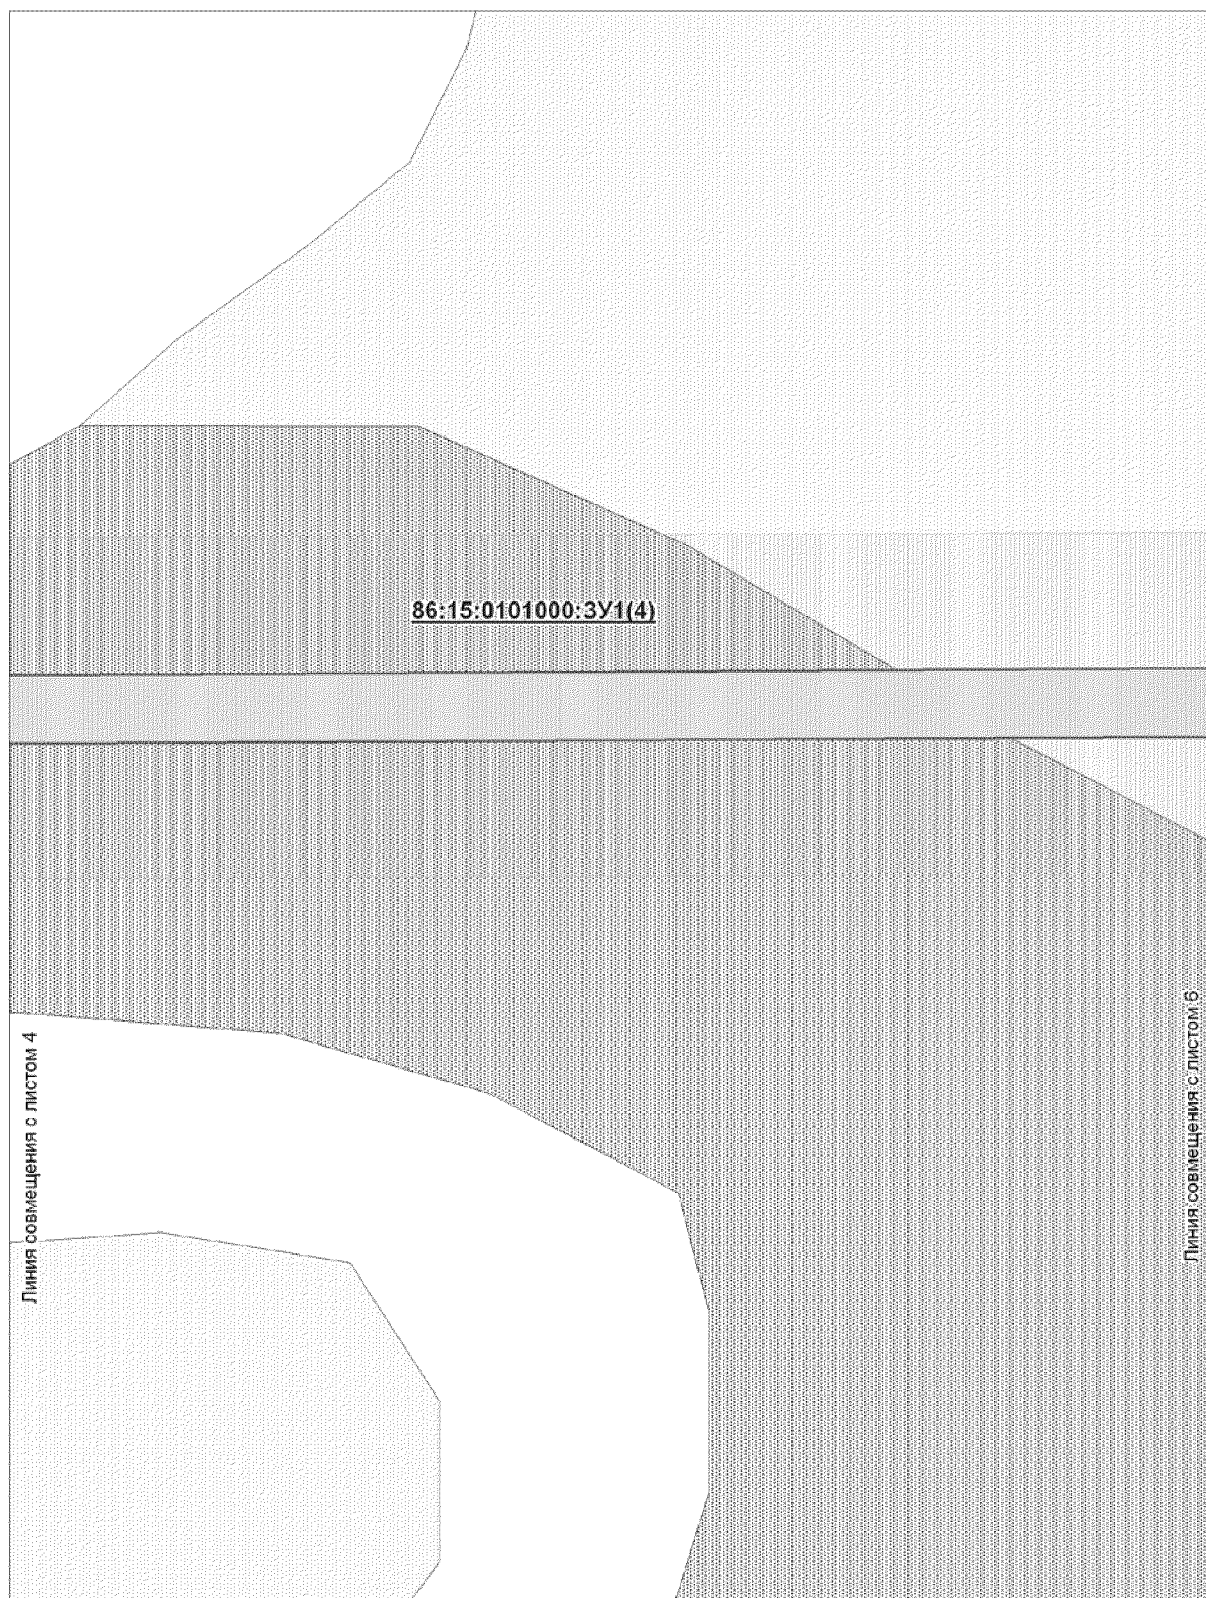 86:15:0101000:ЗУ1(4)
Линия совмещения с листом 4
Линия совмещения с листом 6